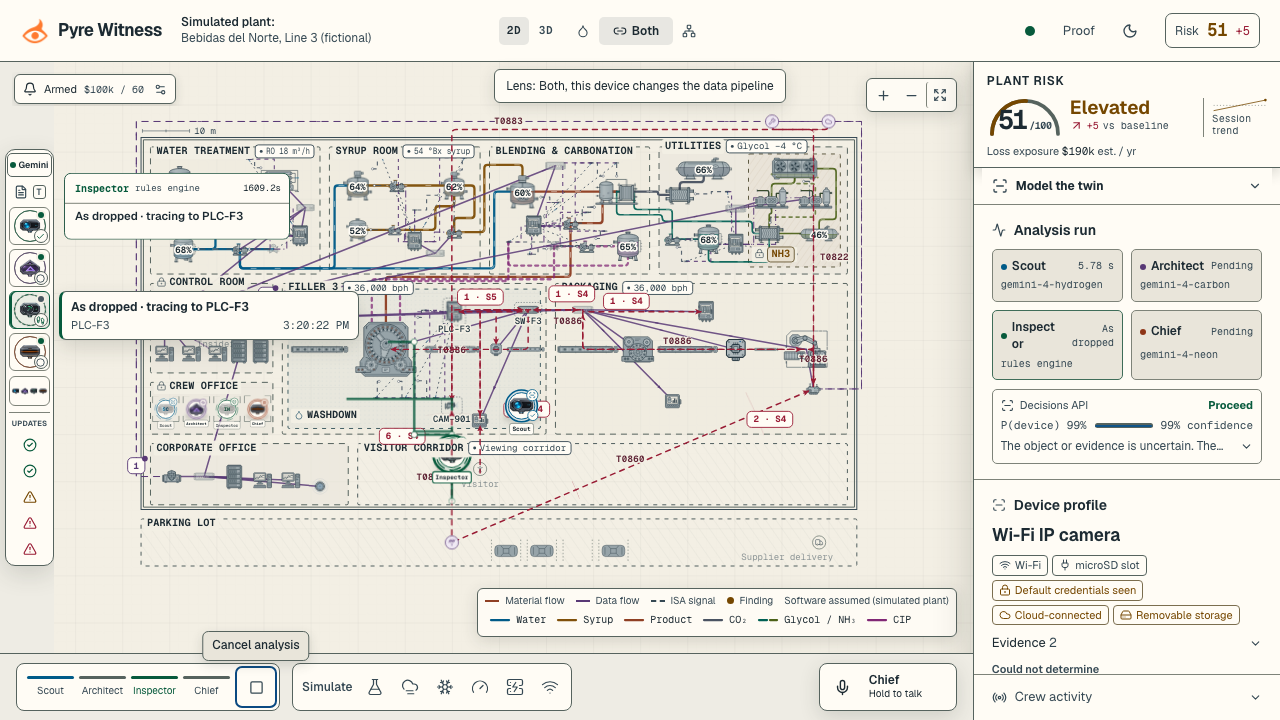 Pyre Witness
Simulated plant:
Bebidas del Norte, Line 3 (fictional)
2D
3D
Both
Proof
Risk 51 +5
Armed $100k / 60
Lens: Both, this device changes the data pipeline
Gemini
T
UPDATES
10 m
T0883
WATER TREATMENT
RO 18 m³/h
SYRUP ROOM
54 °Bx syrup
BLENDING & CARBONATION
UTILITIES
Glycol −4 °C
64%
62%
60%
66%
52%
65%
68%
46%
68%
NH3
T0822
Inspector rules engine 1609.2s
As dropped · tracing to PLC-F3
CONTROL ROOM
FILLER 3
36,000 bph
PACKAGING
36,000 bph
As dropped · tracing to PLC-F3
PLC-F3 3:20:22 PM
1 · S5
1 · S4
1 · S4
PLC-F3
SW-F3
T0886
T0886
T0886
T0886
CREW OFFICE
Scout
Architect
Inspector
Chief
WASHDOWN
CAM-901
Scout
6 · S
2 · S4
CORPORATE OFFICE
VISITOR CORRIDOR
Viewing corridor
1
Inspector
T0860
PARKING LOT
Supplier delivery
Material flow
Data flow
ISA signal
Finding
Software assumed (simulated plant)
Water
Syrup
Product
CO₂
Glycol / NH₃
CIP
Cancel analysis
Scout
Architect
Inspector
Chief
Simulate
Chief
Hold to talk
PLANT RISK
51 /100
Elevated
+5 vs baseline
Session trend
Loss exposure $190k est. / yr
Model the twin
Analysis run
Scout 5.78 s
gemini-4-hydrogen
Architect Pending
gemini-4-carbon
Inspector As dropped
rules engine
Chief Pending
gemini-4-neon
Decisions API Proceed
P(device) 99% 99% confidence
The object or evidence is uncertain. The…
Device profile
Wi-Fi IP camera
Wi-Fi
microSD slot
Default credentials seen
Cloud-connected
Removable storage
Evidence 2
Could not determine
Crew activity